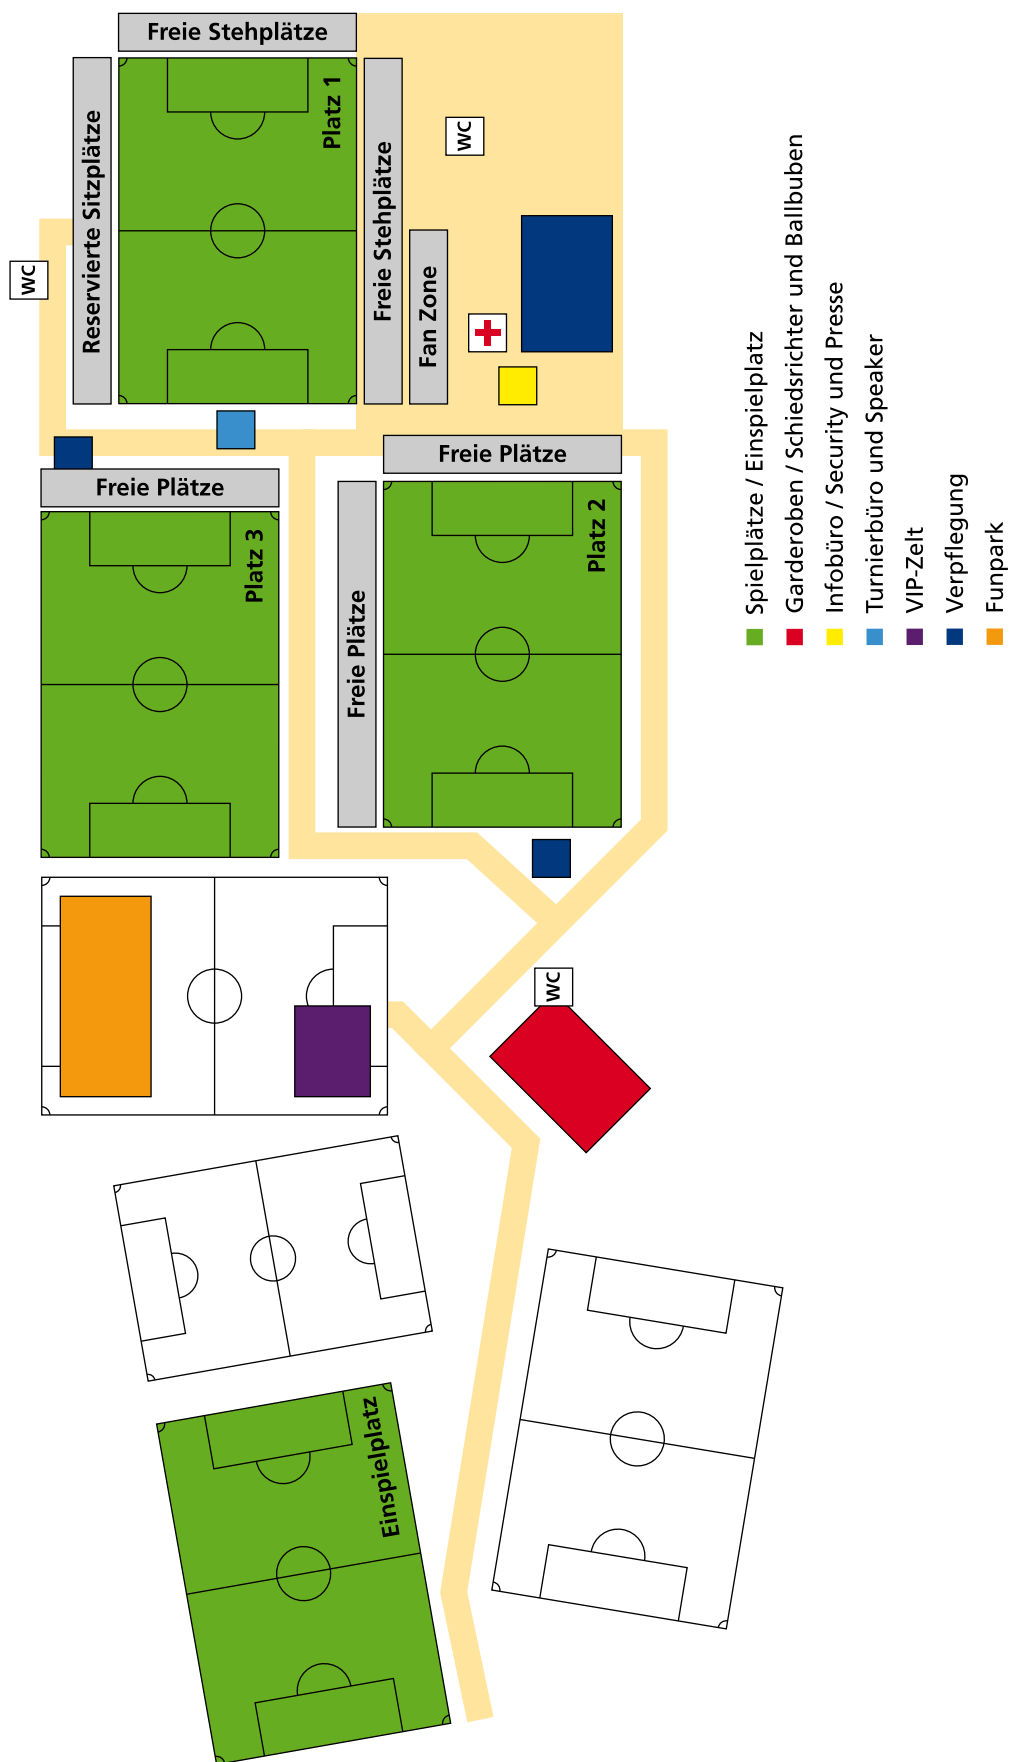 Freie Stehplätze
Reservierte Sitzplätze
Platz 1
Freie Stehplätze
WC
WC
Fan Zone
Freie Plätze
Freie Plätze
Platz 3
Freie Plätze
Platz 2
WC
Einspielplatz
Spielplätze / Einspielplatz
Garderoben / Schiedsrichter und Ballbuben
Infobüro / Security und Presse
Turnierbüro und Speaker
VIP-Zelt
Verpflegung
Funpark